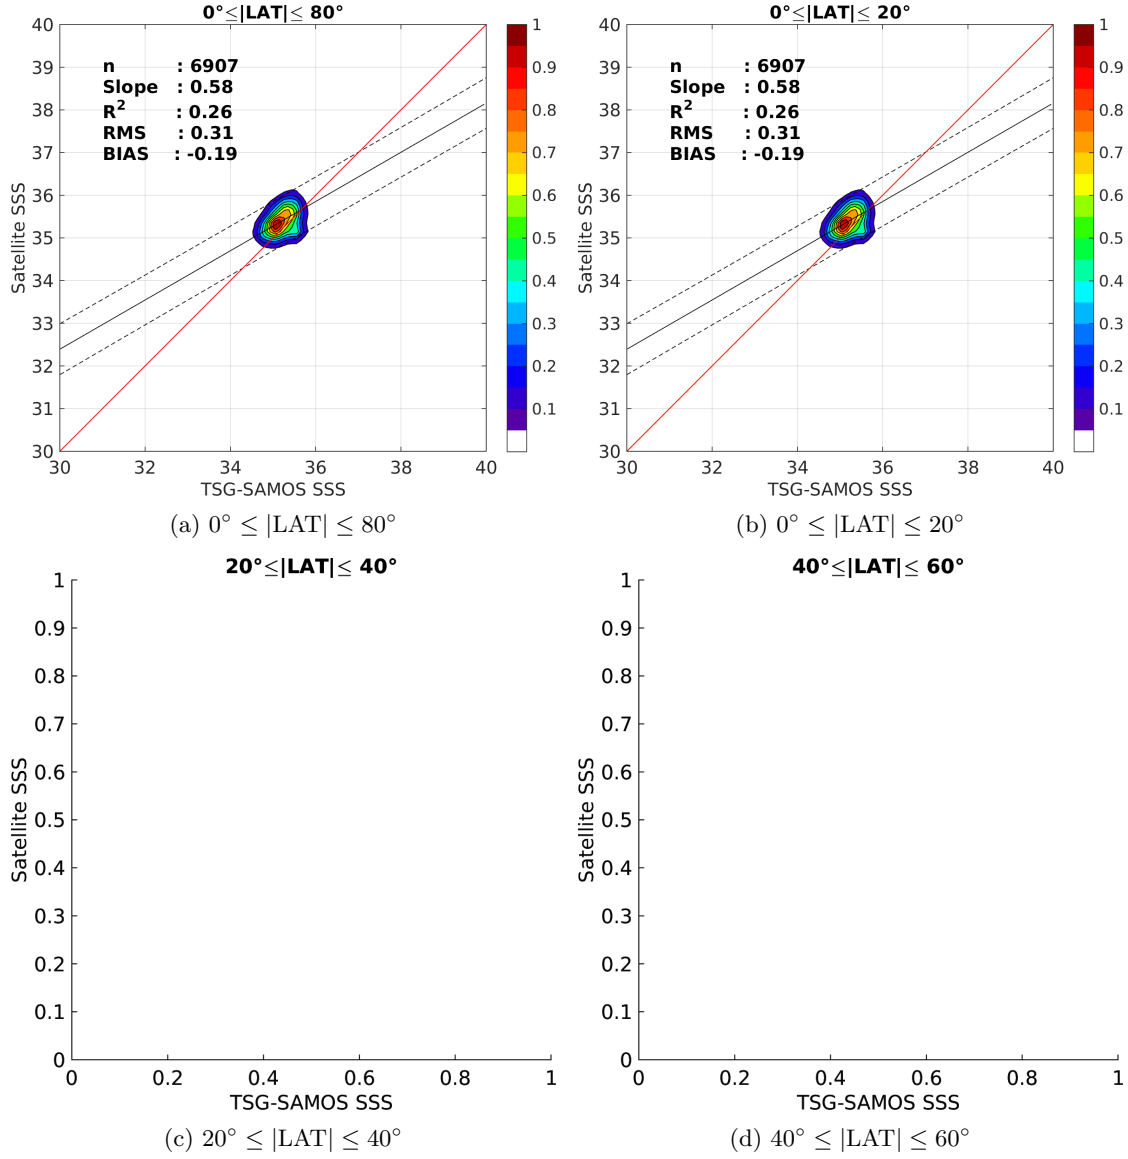 0°≤|LAT|≤ 80°
40
39
38
37
36
35
34
33
32
31
30
n : 6907
Slope : 0.58
R² : 0.26
RMS : 0.31
BIAS : -0.19
Satellite SSS
30 32 34 36 38 40
TSG-SAMOS SSS
1
0.9
0.8
0.7
0.6
0.5
0.4
0.3
0.2
0.1
(a) 0° ≤ |LAT| ≤ 80°
0°≤|LAT|≤ 20°
40
39
38
37
36
35
34
33
32
31
30
n : 6907
Slope : 0.58
R² : 0.26
RMS : 0.31
BIAS : -0.19
Satellite SSS
30 32 34 36 38 40
TSG-SAMOS SSS
1
0.9
0.8
0.7
0.6
0.5
0.4
0.3
0.2
0.1
(b) 0° ≤ |LAT| ≤ 20°
20°≤|LAT|≤ 40°
1
0.9
0.8
0.7
0.6
0.5
0.4
0.3
0.2
0.1
0
Satellite SSS
0 0.2 0.4 0.6 0.8 1
TSG-SAMOS SSS
(c) 20° ≤ |LAT| ≤ 40°
40°≤|LAT|≤ 60°
1
0.9
0.8
0.7
0.6
0.5
0.4
0.3
0.2
0.1
0
Satellite SSS
0 0.2 0.4 0.6 0.8 1
TSG-SAMOS SSS
(d) 40° ≤ |LAT| ≤ 60°